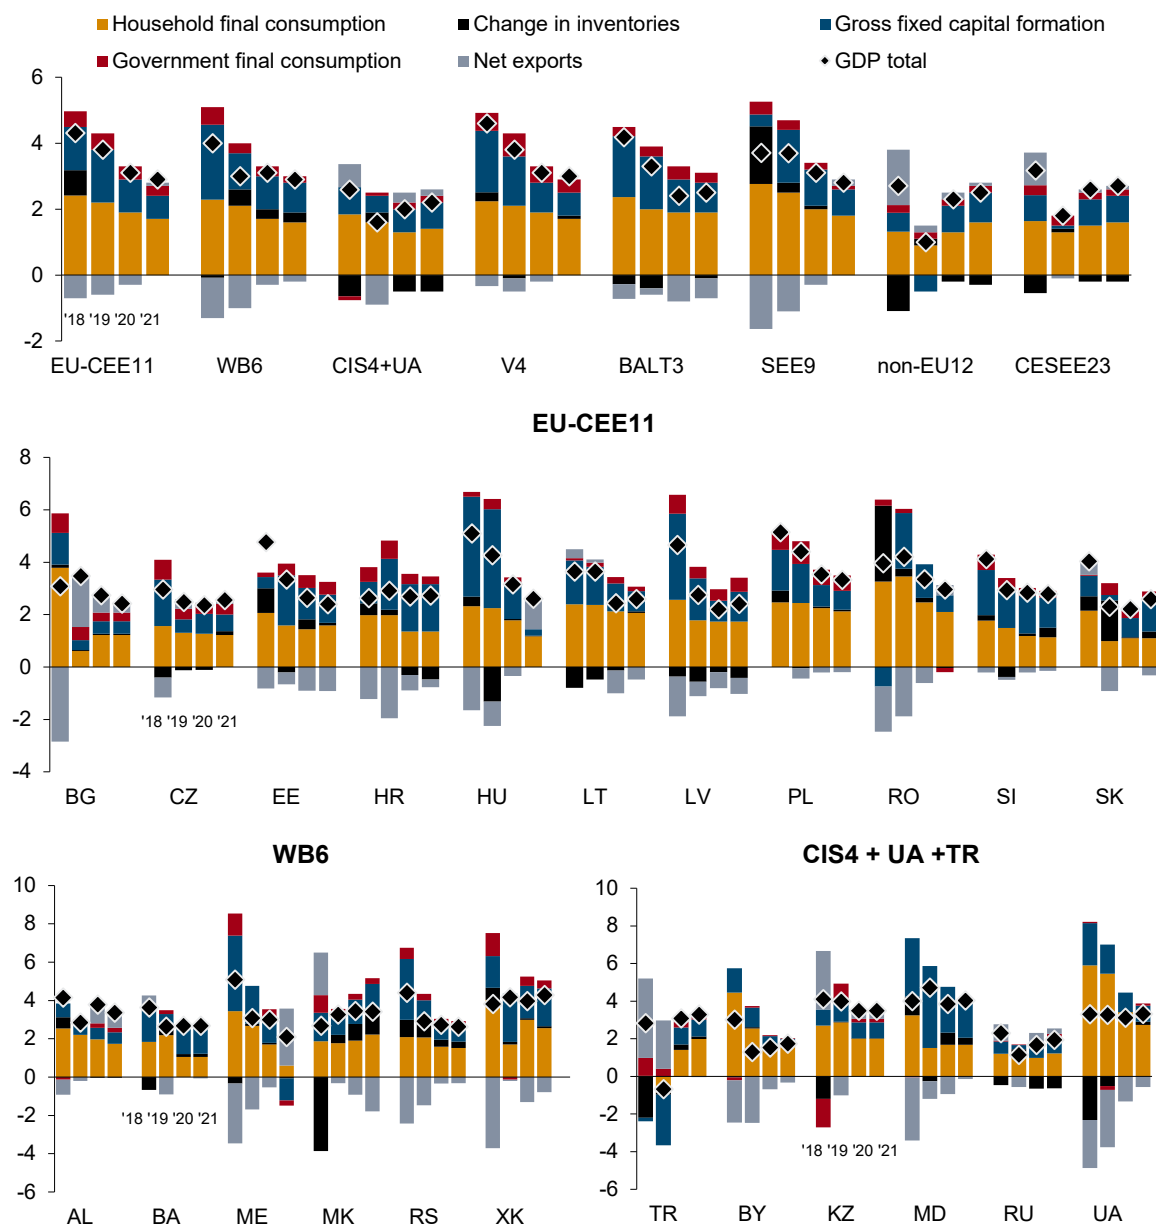 Household final consumption Change in inventories Gross fixed capital formation
Government final consumption Net exports GDP total
6
4
2
0
-2
'18 '19 '20 '21
EU-CEE11 WB6 CIS4+UA V4 BALT3 SEE9 non-EU12 CESEE23
EU-CEE11
8
6
4
2
0
-2
-4
'18 '19 '20 '21
BG CZ EE HR HU LT LV PL RO SI SK
WB6
10
8
6
4
2
0
-2
-4
-6
'18 '19 '20 '21
AL BA ME MK RS XK
CIS4 + UA +TR
10
8
6
4
2
0
-2
-4
-6
'18 '19 '20 '21
TR BY KZ MD RU UA